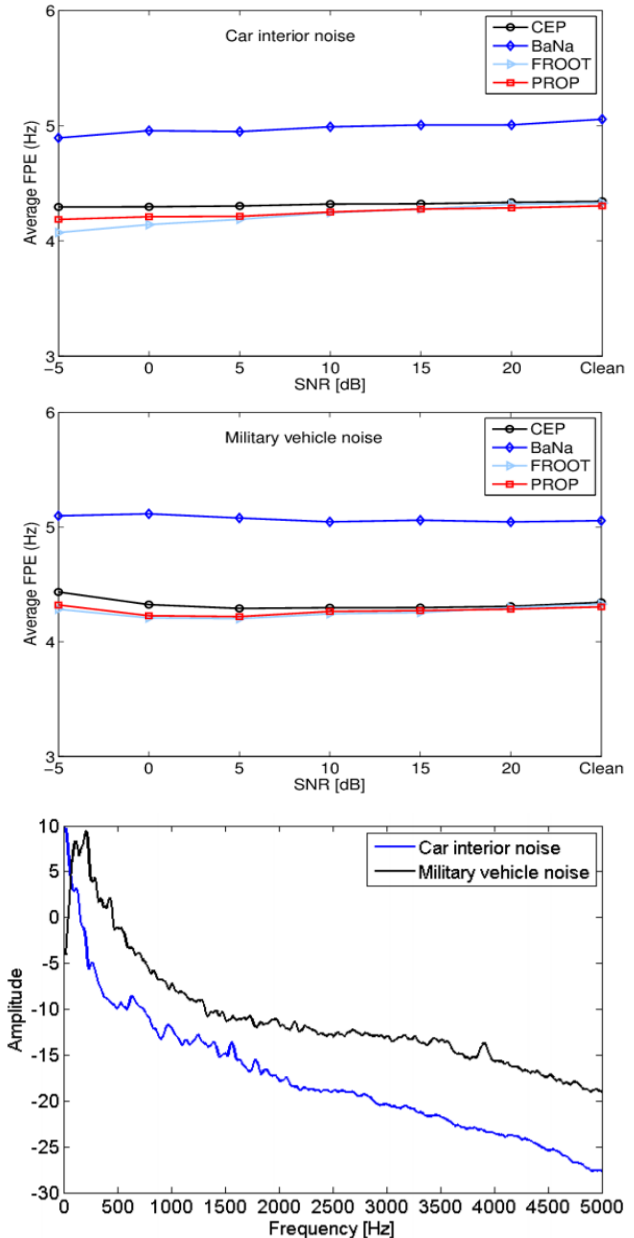 6
Car interior noise
CEP
BaNa
FROOT
PROP
5
4
3
Average FPE (Hz)
−5 0 5 10 15 20 Clean
SNR [dB]
6
Military vehicle noise
CEP
BaNa
FROOT
PROP
5
4
3
Average FPE (Hz)
−5 0 5 10 15 20 Clean
SNR [dB]
10
Car interior noise
Military vehicle noise
5
0
-5
-10
-15
-20
-25
-30
Amplitude
0 500 1000 1500 2000 2500 3000 3500 4000 4500 5000
Frequency [Hz]